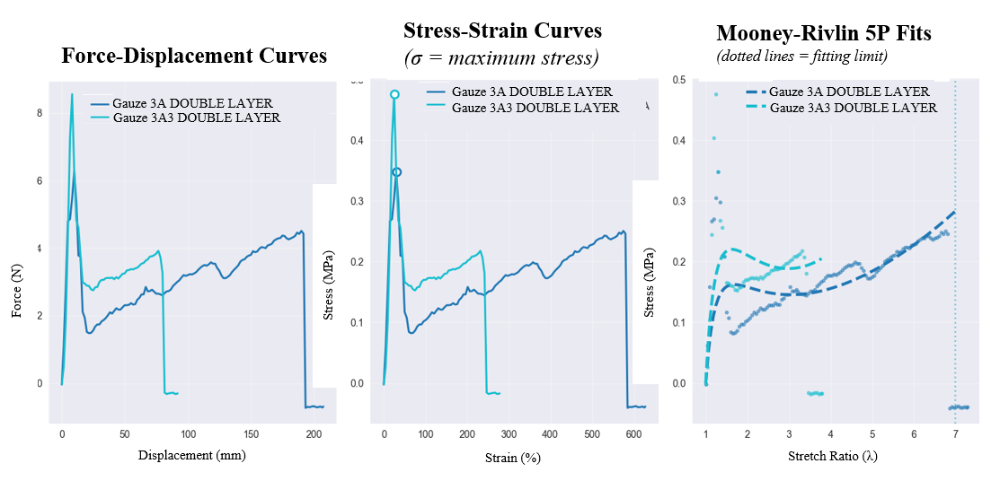 Force-Displacement Curves
Gauze 3A DOUBLE LAYER
Gauze 3A3 DOUBLE LAYER
8
6
4
2
0
Force (N)
0 50 100 150 200
Displacement (mm)
Stress-Strain Curves
(σ = maximum stress)
Gauze 3A DOUBLE LAYER
Gauze 3A3 DOUBLE LAYER
0.4
0.3
0.2
0.1
0.0
Stress (MPa)
0 100 200 300 400 500 600
Strain (%)
Mooney-Rivlin 5P Fits
(dotted lines = fitting limit)
Gauze 3A DOUBLE LAYER
Gauze 3A3 DOUBLE LAYER
0.5
0.4
0.3
0.2
0.1
0.0
Stress (MPa)
1 2 3 4 5 6 7
Stretch Ratio (λ)